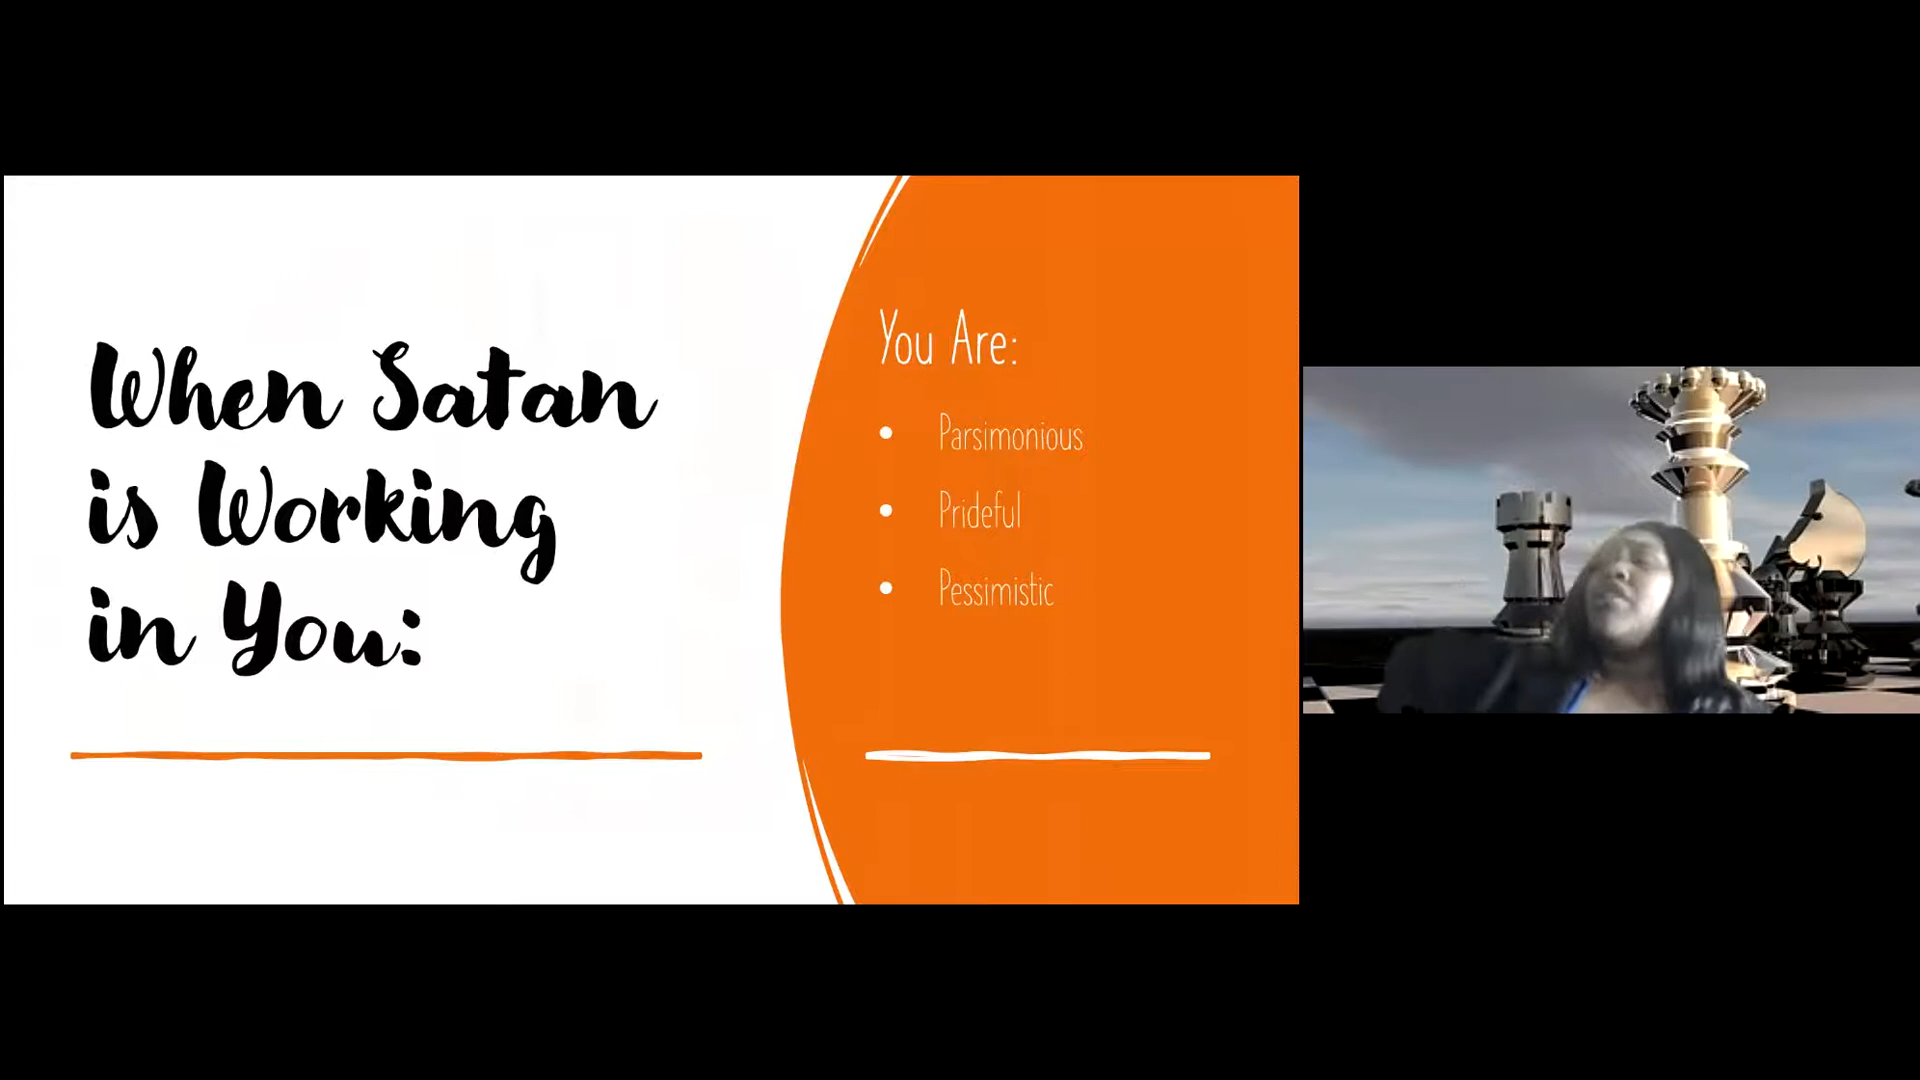 When Satan
is Working
in You:
You Are:
• Parsimonious
• Prideful
• Pessimistic